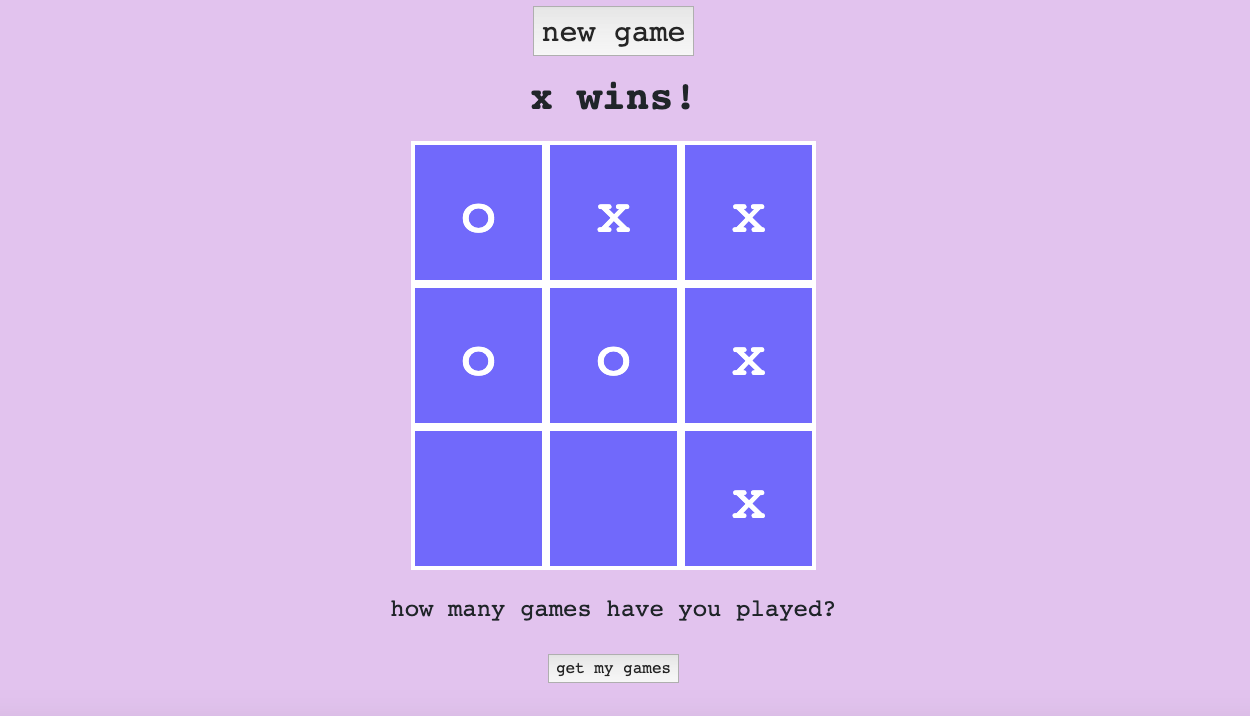 new game
x wins!
o x x
o o x
x
how many games have you played?
get my games